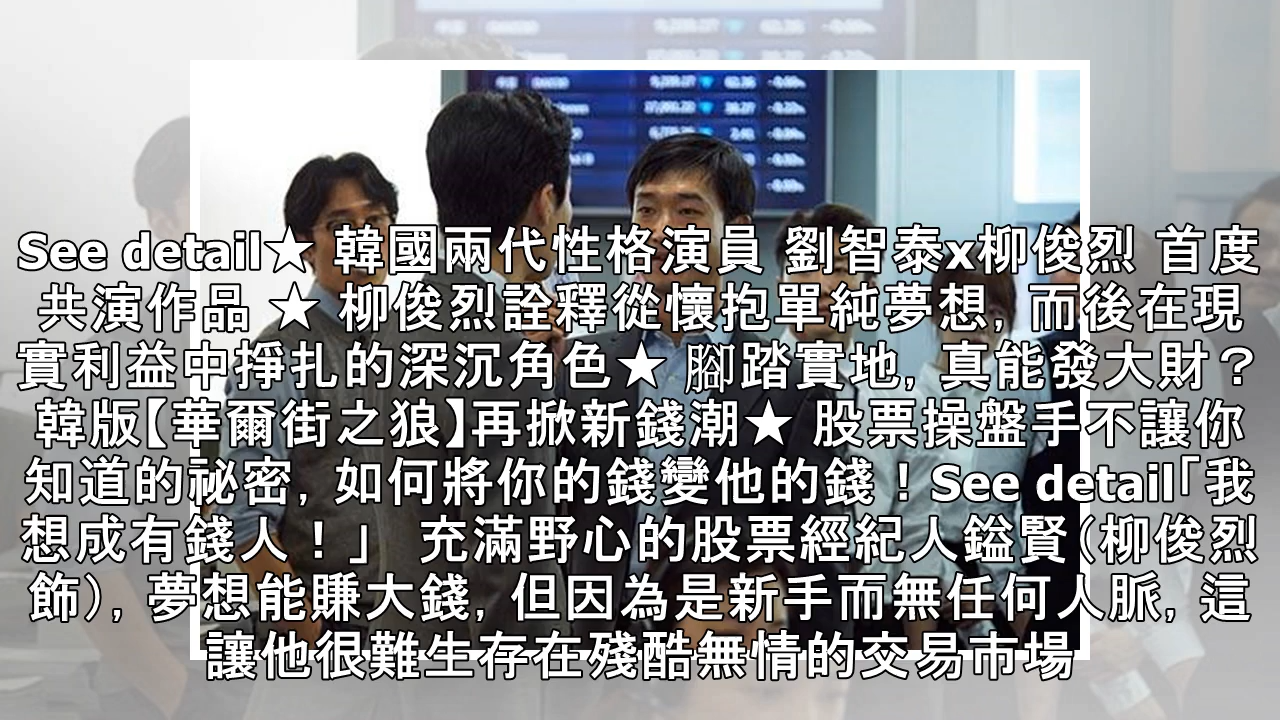 See detail★ 韓國兩代性格演員 劉智泰x柳俊烈 首度
共演作品 ★ 柳俊烈詮釋從懷抱單純夢想, 而後在現
實利益中掙扎的深沉角色★ 腳踏實地, 真能發大財？
韓版【華爾街之狼】再掀新錢潮★ 股票操盤手不讓你
知道的祕密, 如何將你的錢變他的錢！See detail「我
想成有錢人！」 充滿野心的股票經紀人鎰賢(柳俊烈
飾), 夢想能賺大錢, 但因為是新手而無任何人脈, 這
讓他很難生存在殘酷無情的交易市場